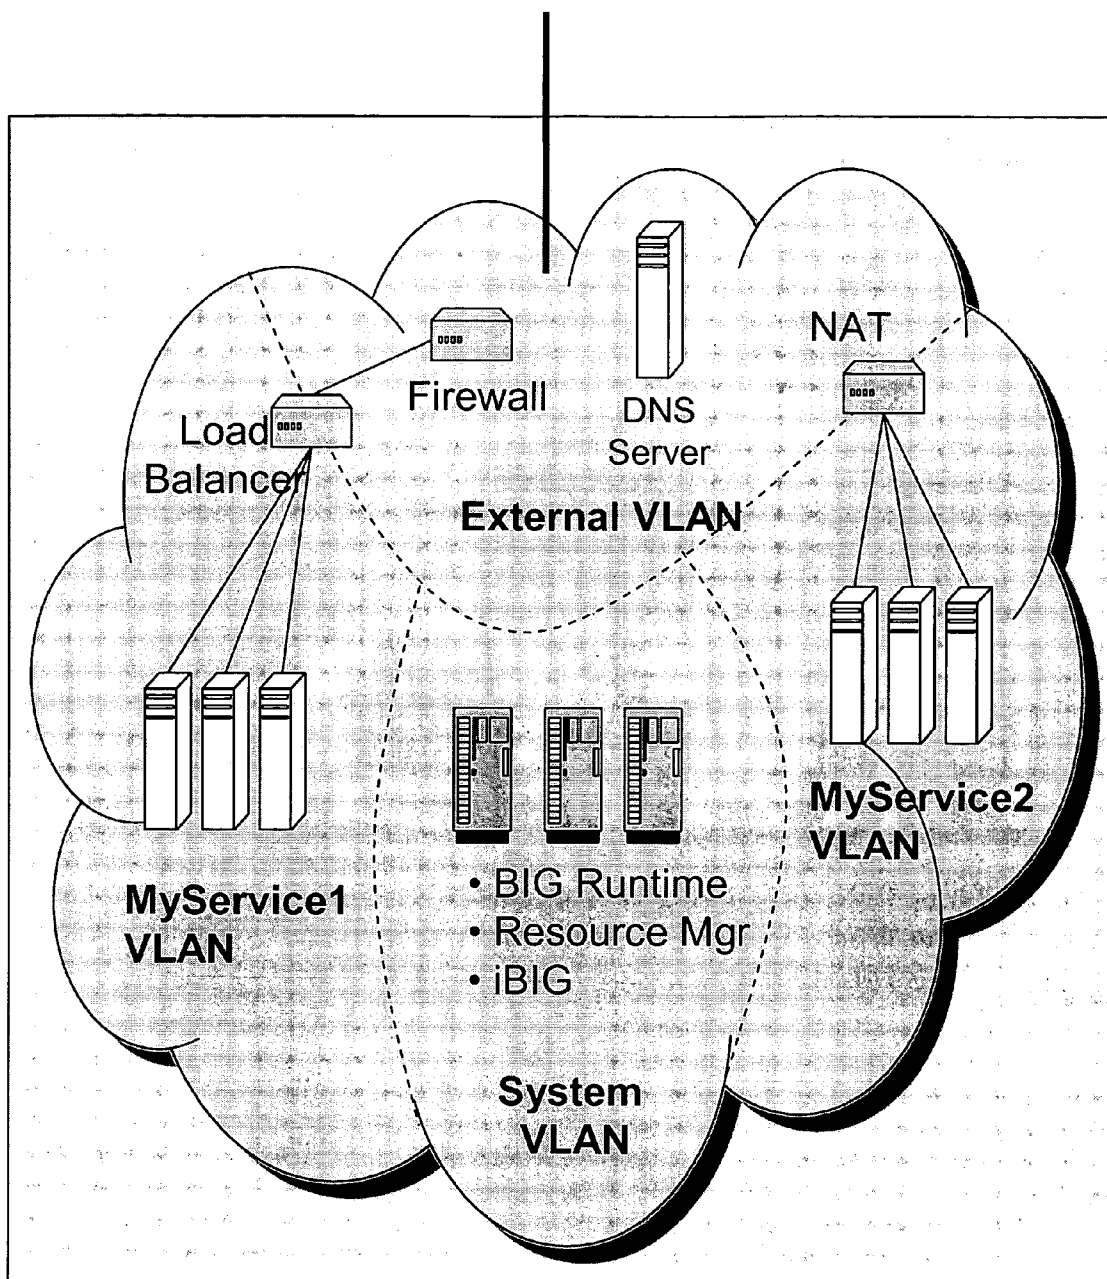 NAT
Firewall
Load
Balancer
DNS
Server
External VLAN
MyService2
VLAN
MyService1
VLAN
• BIG Runtime
• Resource Mgr
• iBIG
System
VLAN